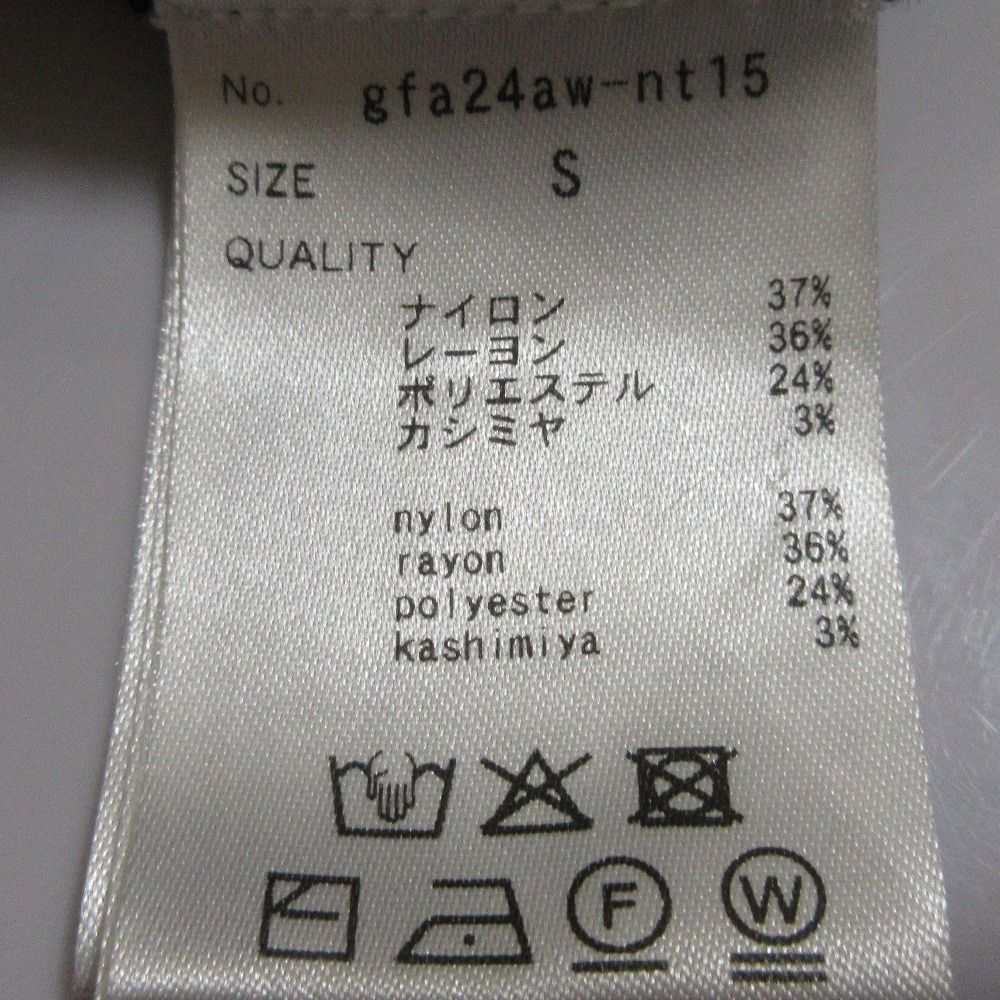 No. gfa24aw-nt15
SIZE S
QUALITY
ナイロン 37%
レーヨン 36%
ポリエステル 24%
カシミヤ 3%
nylon 37%
rayon 36%
polyester 24%
kashimiya 3%
F W